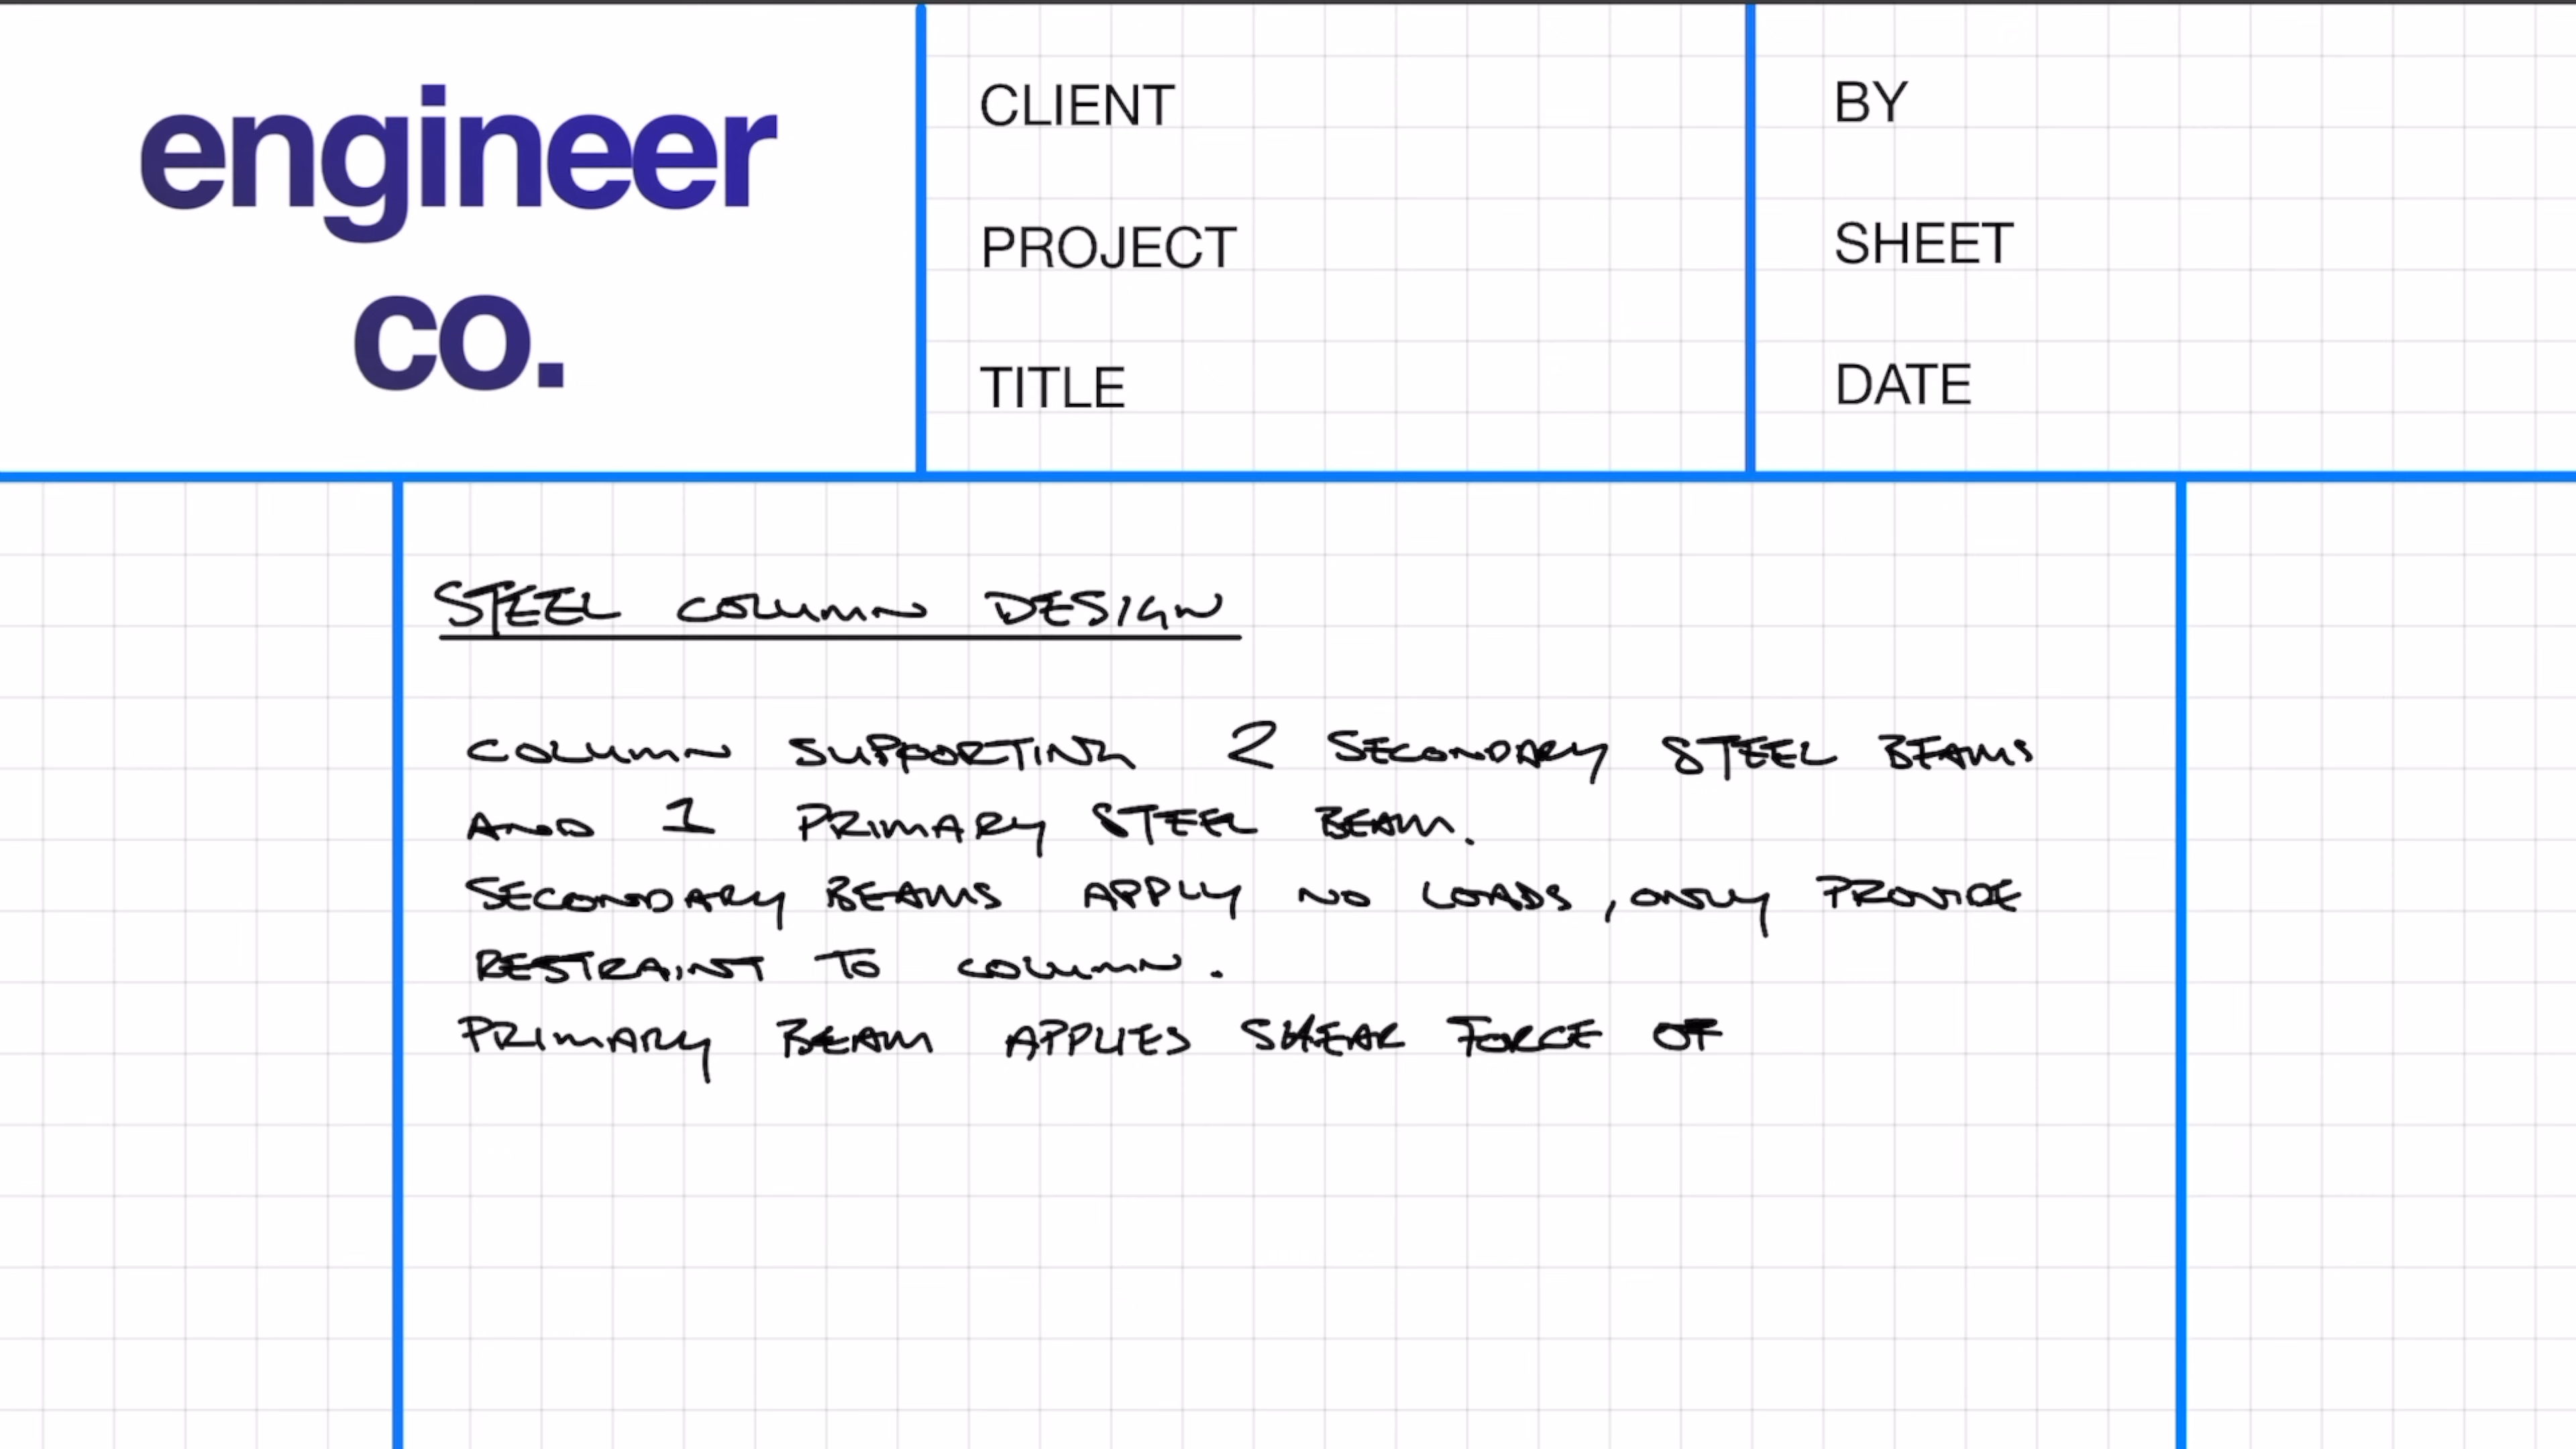 engineer
co.
CLIENT
PROJECT
TITLE
BY
SHEET
DATE
STEEL COLUMN DESIGN
COLUMN SUPPORTING 2 SECONDARY STEEL BEAMS
AND 1 PRIMARY STEEL BEAM.
SECONDARY BEAMS APPLY NO LOADS, ONLY PROVIDE
RESTRAINT TO COLUMN.
PRIMARY BEAM APPLIES SHEAR FORCE OF